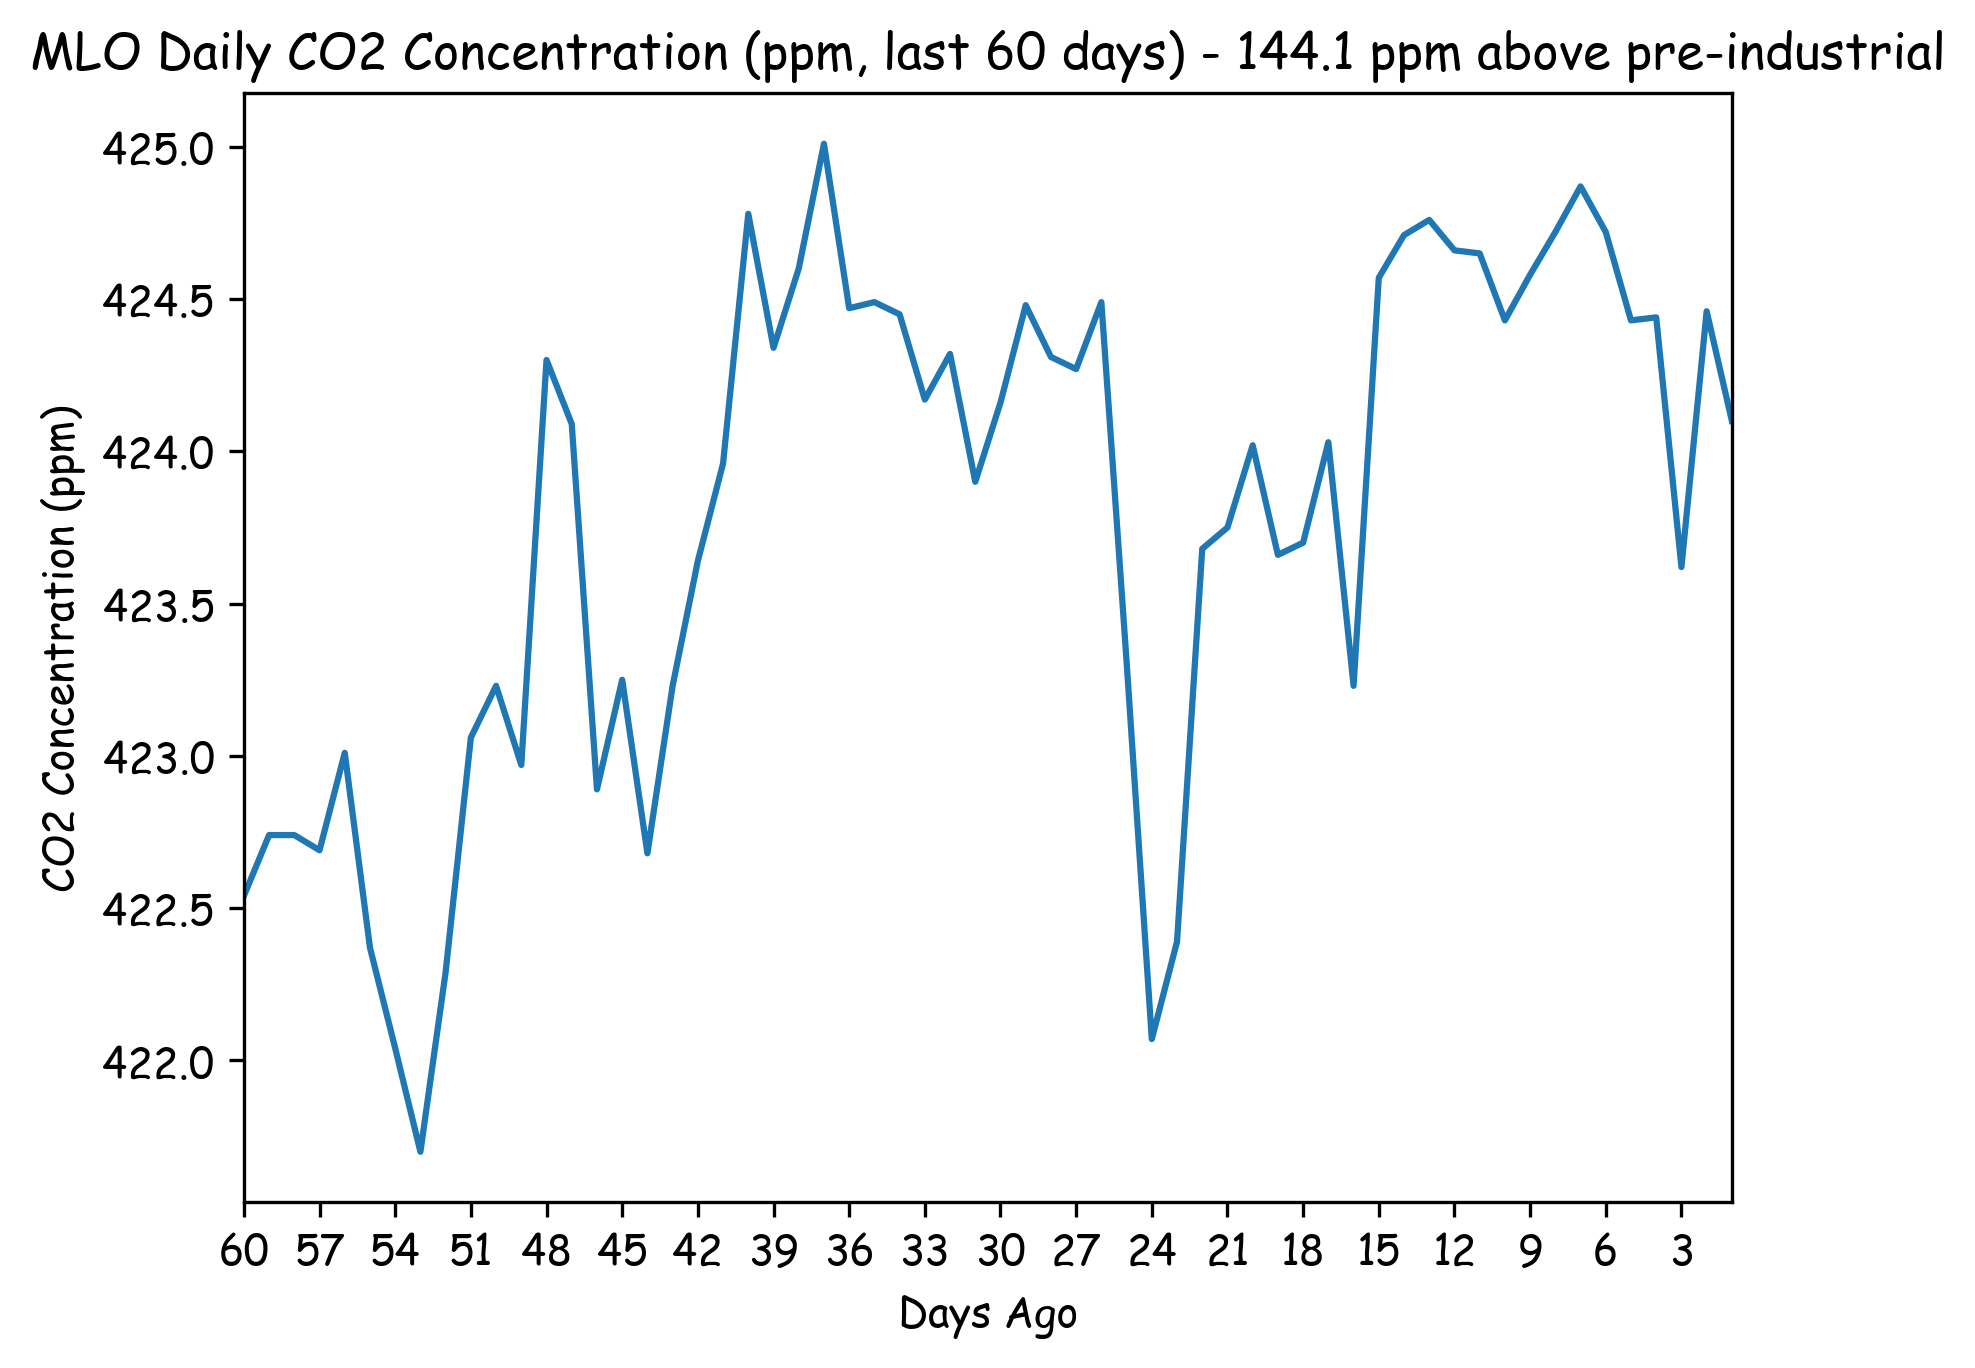 MLO Daily CO2 Concentration (ppm, last 60 days) - 144.1 ppm above pre-industrial
425.0
424.5
424.0
423.5
423.0
422.5
422.0
CO2 Concentration (ppm)
60 57 54 51 48 45 42 39 36 33 30 27 24 21 18 15 12 9 6 3
Days Ago